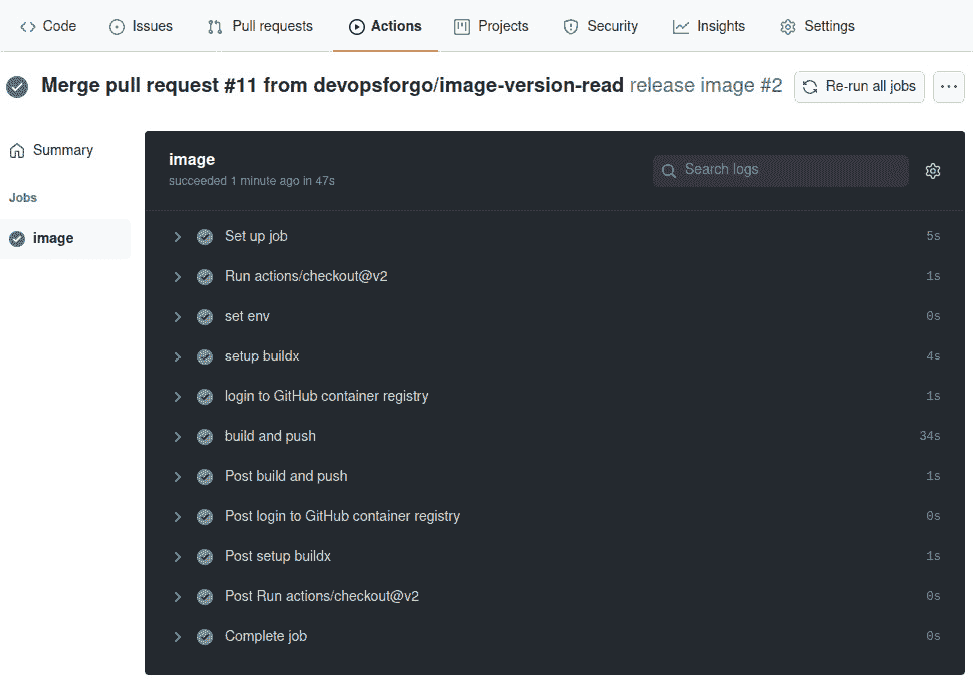 Code Issues Pull requests Actions Projects Security Insights Settings
Merge pull request #11 from devopsforgo/image-version-read release image #2 Re-run all jobs ...
Summary
Jobs
image
image
succeeded 1 minute ago in 47s
Search logs
Set up job 5s
Run actions/checkout@v2 1s
set env 0s
setup buildx 4s
login to GitHub container registry 1s
build and push 34s
Post build and push 1s
Post login to GitHub container registry 0s
Post setup buildx 1s
Post Run actions/checkout@v2 0s
Complete job 0s